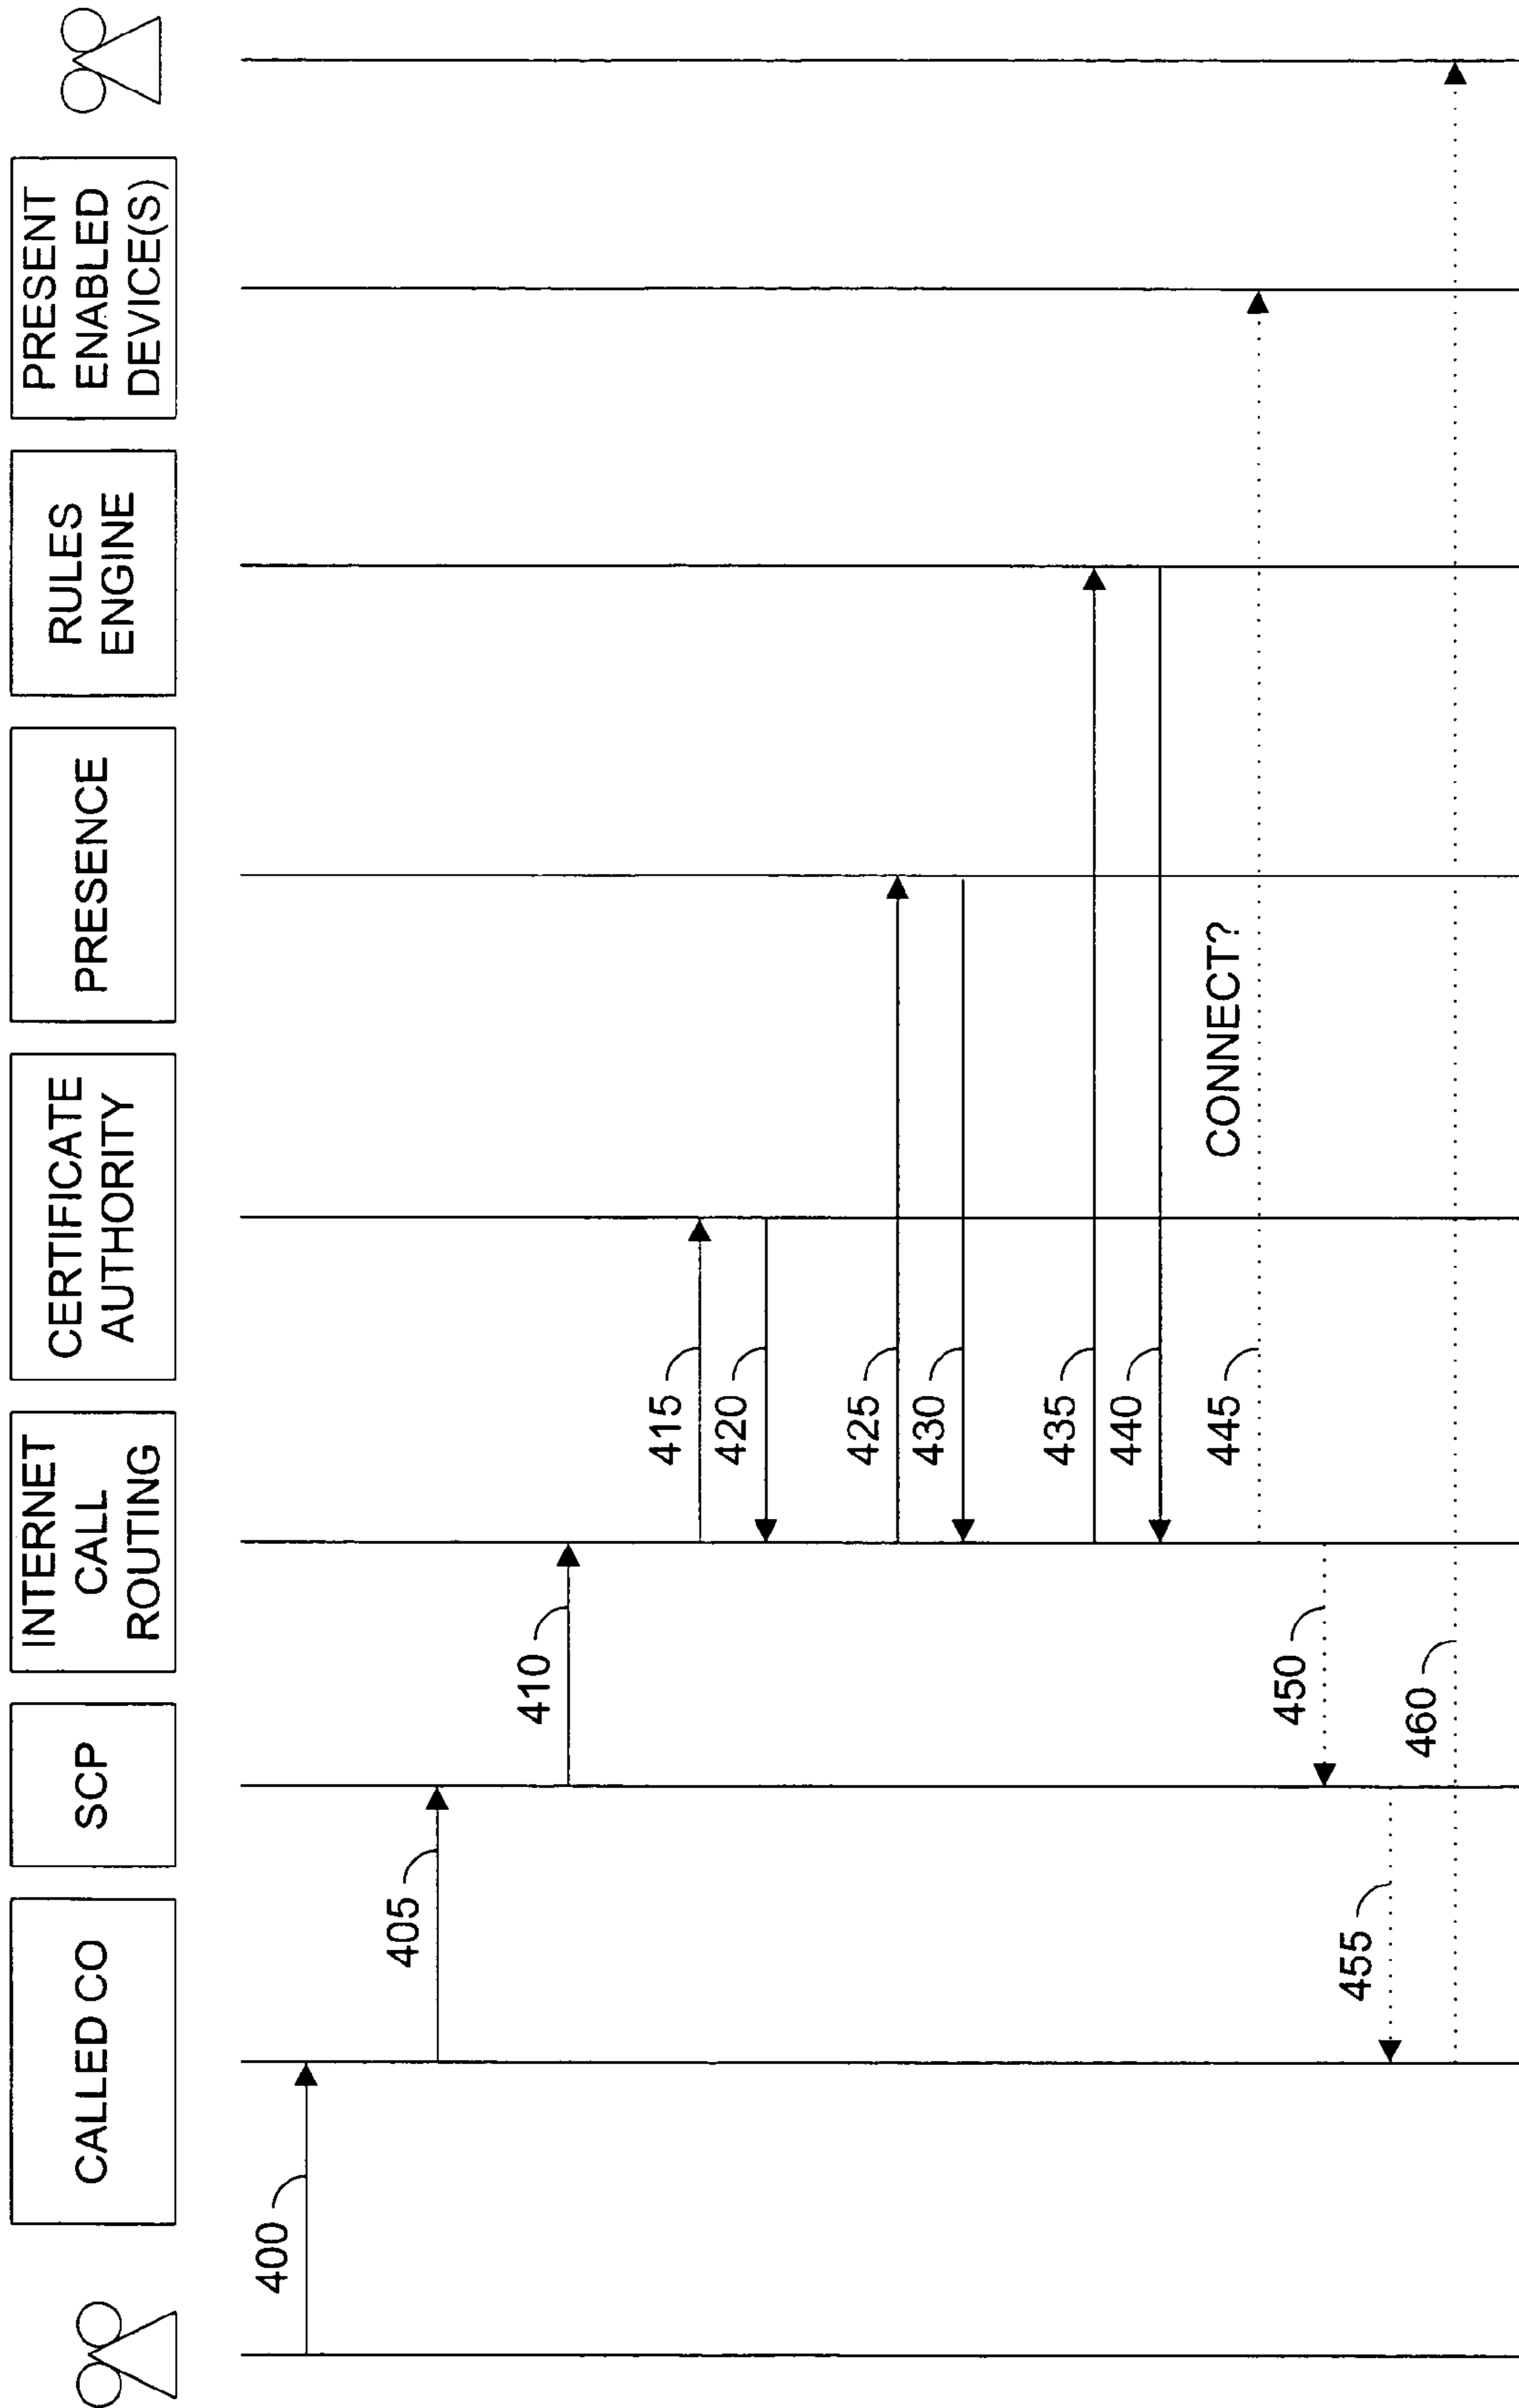 CALLED CO
SCP
INTERNET
CALL
ROUTING
CERTIFICATE
AUTHORITY
PRESENCE
RULES
ENGINE
PRESENT
ENABLED
DEVICE(S)
400
405
410
415
420
425
430
435
440
CONNECT?
445
450
455
460